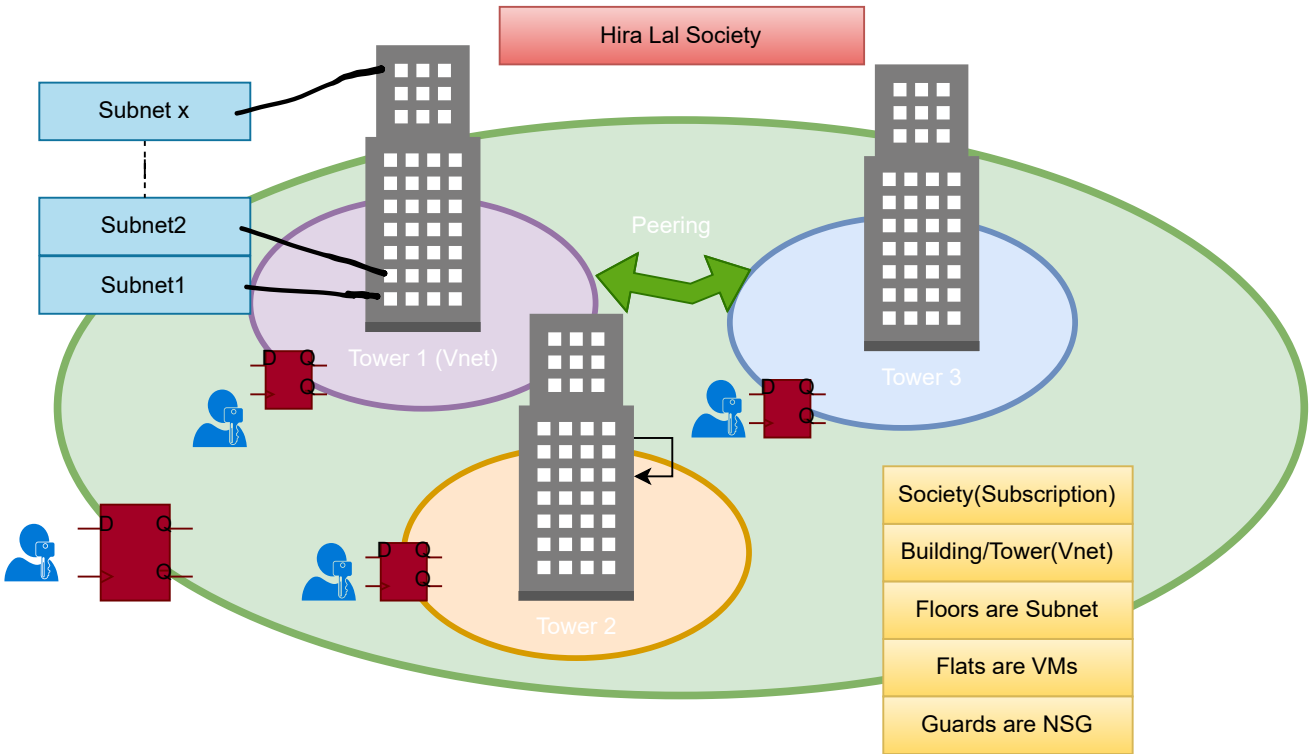 Hira Lal Society
Subnet x
Subnet2
Subnet1
Peering
Tower 1 (Vnet)
Tower 3
Tower 2
D
Q
Q
D
Q
Q
D
Q
Q
D
Q
Q
Society(Subscription)
Building/Tower(Vnet)
Floors are Subnet
Flats are VMs
Guards are NSG